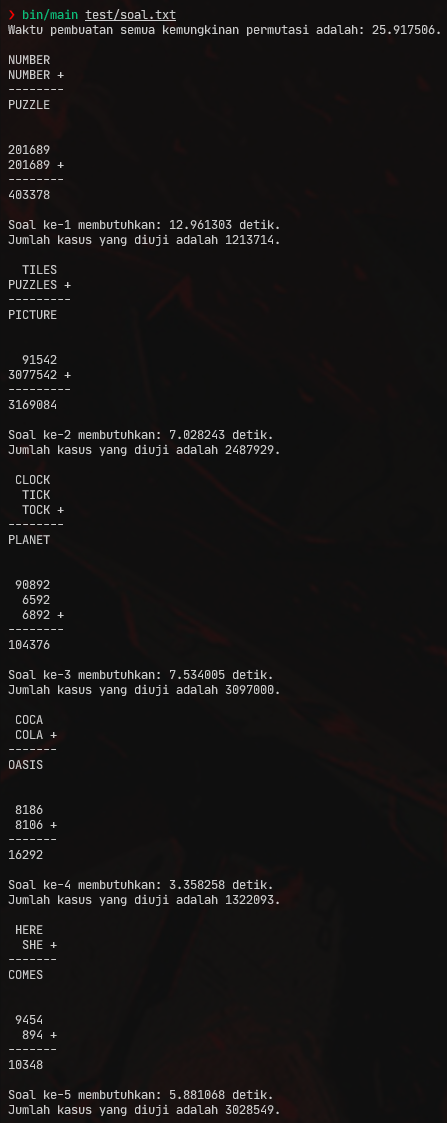 ❯ bin/main test/soal.txt
Waktu pembuatan semua kemungkinan permutasi adalah: 25.917506.
NUMBER
NUMBER +
--------
PUZZLE
201689
201689 +
--------
403378
Soal ke-1 membutuhkan: 12.961303 detik.
Jumlah kasus yang diuji adalah 1213714.
  TILES
PUZZLES +
---------
PICTURE
  91542
3077542 +
---------
3169084
Soal ke-2 membutuhkan: 7.028243 detik.
Jumlah kasus yang diuji adalah 2487929.
 CLOCK
  TICK
  TOCK +
--------
PLANET
 90892
  6592
  6892 +
--------
104376
Soal ke-3 membutuhkan: 7.534005 detik.
Jumlah kasus yang diuji adalah 3097000.
 COCA
 COLA +
-------
OASIS
 8186
 8106 +
-------
16292
Soal ke-4 membutuhkan: 3.358258 detik.
Jumlah kasus yang diuji adalah 1322093.
 HERE
  SHE +
-------
COMES
 9454
  894 +
-------
10348
Soal ke-5 membutuhkan: 5.881068 detik.
Jumlah kasus yang diuji adalah 3028549.